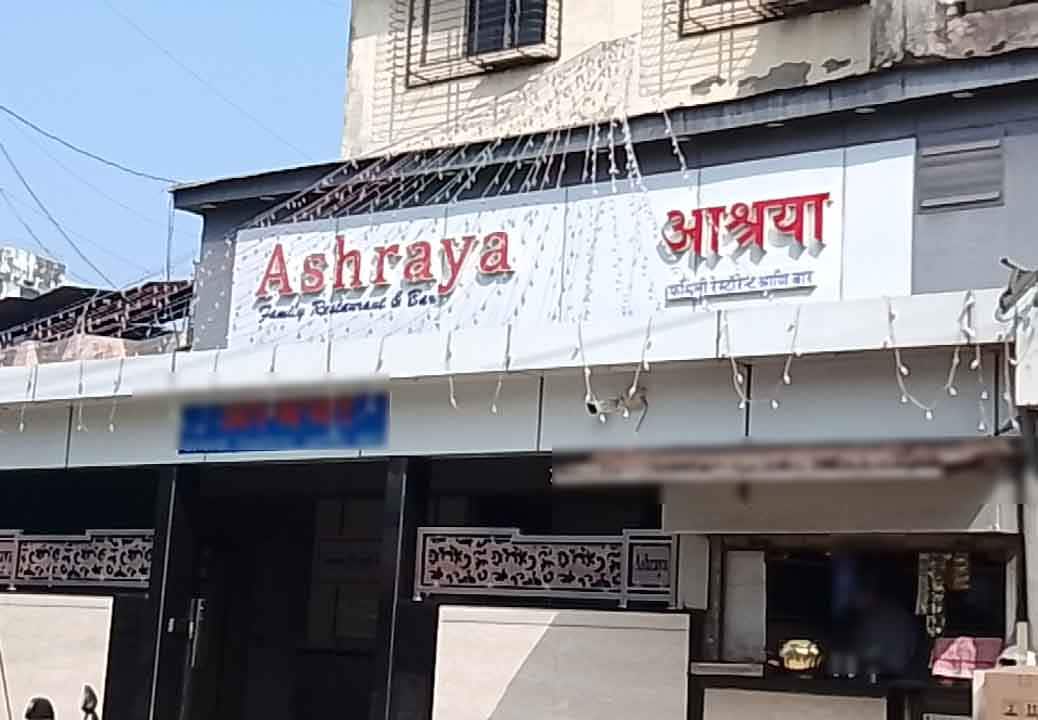 Ashraya
Family Restaurant & Bar
आश्रया
फॅमिली रेस्टॉरेन्ट आणि बार
Ashraya